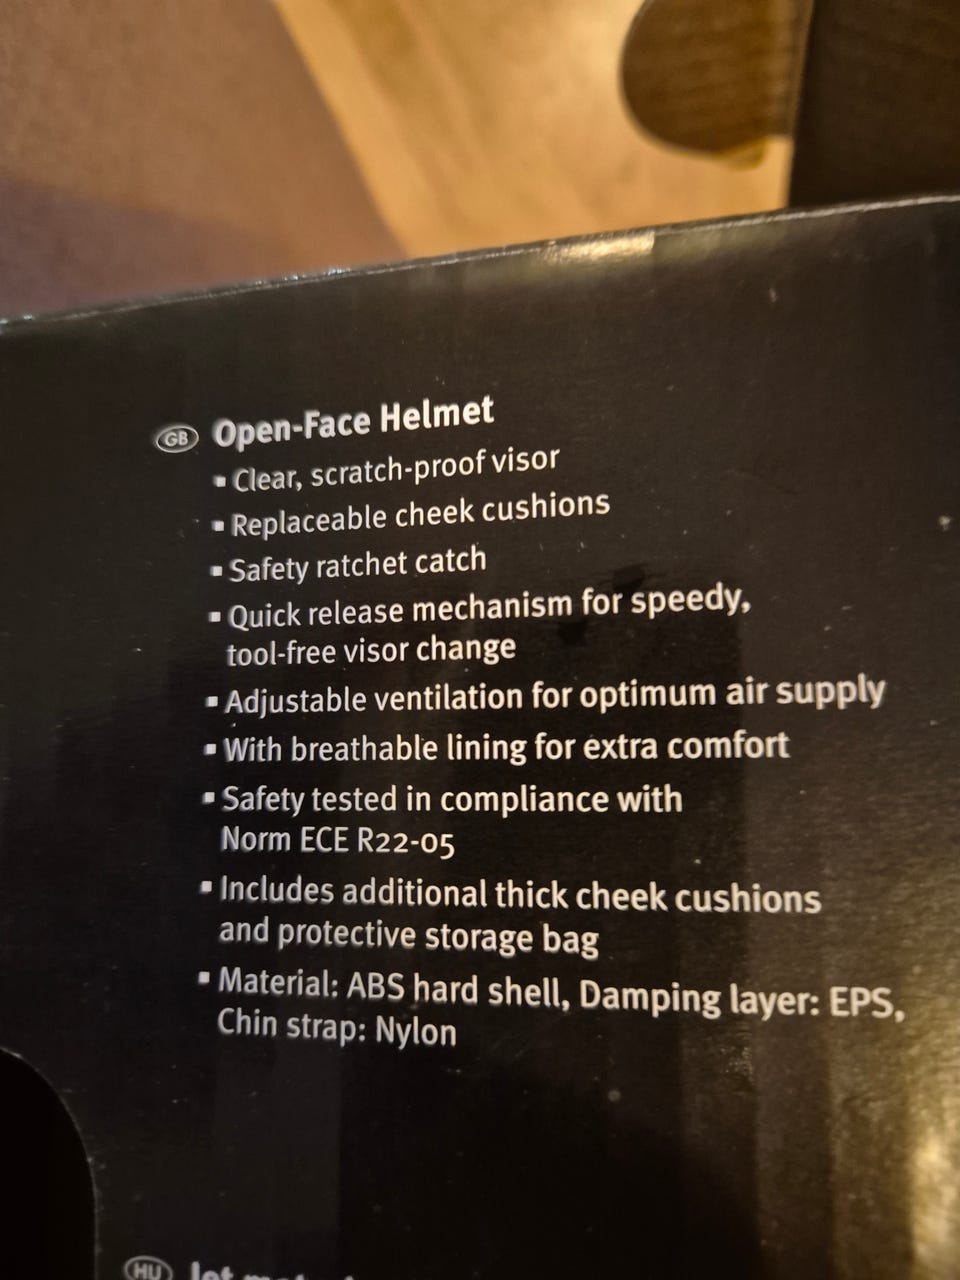 GB Open-Face Helmet
▪ Clear, scratch-proof visor
▪ Replaceable cheek cushions
▪ Safety ratchet catch
▪ Quick release mechanism for speedy,
tool-free visor change
▪ Adjustable ventilation for optimum air supply
▪ With breathable lining for extra comfort
▪ Safety tested in compliance with
Norm ECE R22-05
▪ Includes additional thick cheek cushions
and protective storage bag
▪ Material: ABS hard shell, Damping layer: EPS,
Chin strap: Nylon
HU Jet